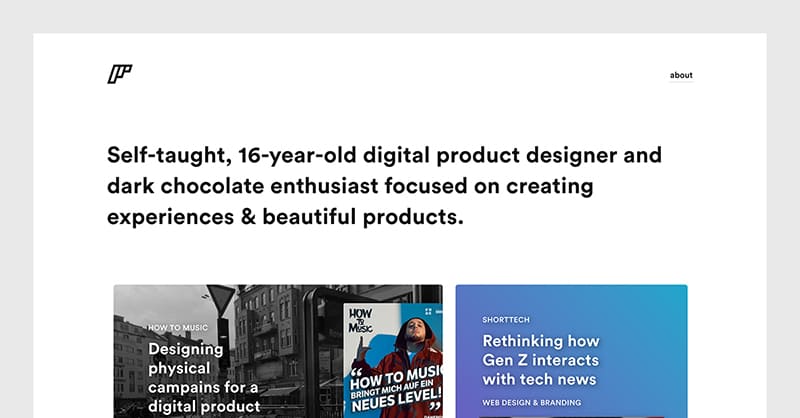 about
Self-taught, 16-year-old digital product designer and
dark chocolate enthusiast focused on creating
experiences & beautiful products.
HOW TO MUSIC
Designing
physical
campains for a
digital product
HOW
TO
MUSIC
“HOW TO MUSIC
BRINGT MICH AUF EIN
NEUES LEVEL!”
SHORTTECH
Rethinking how
Gen Z interacts
with tech news
WEB DESIGN & BRANDING